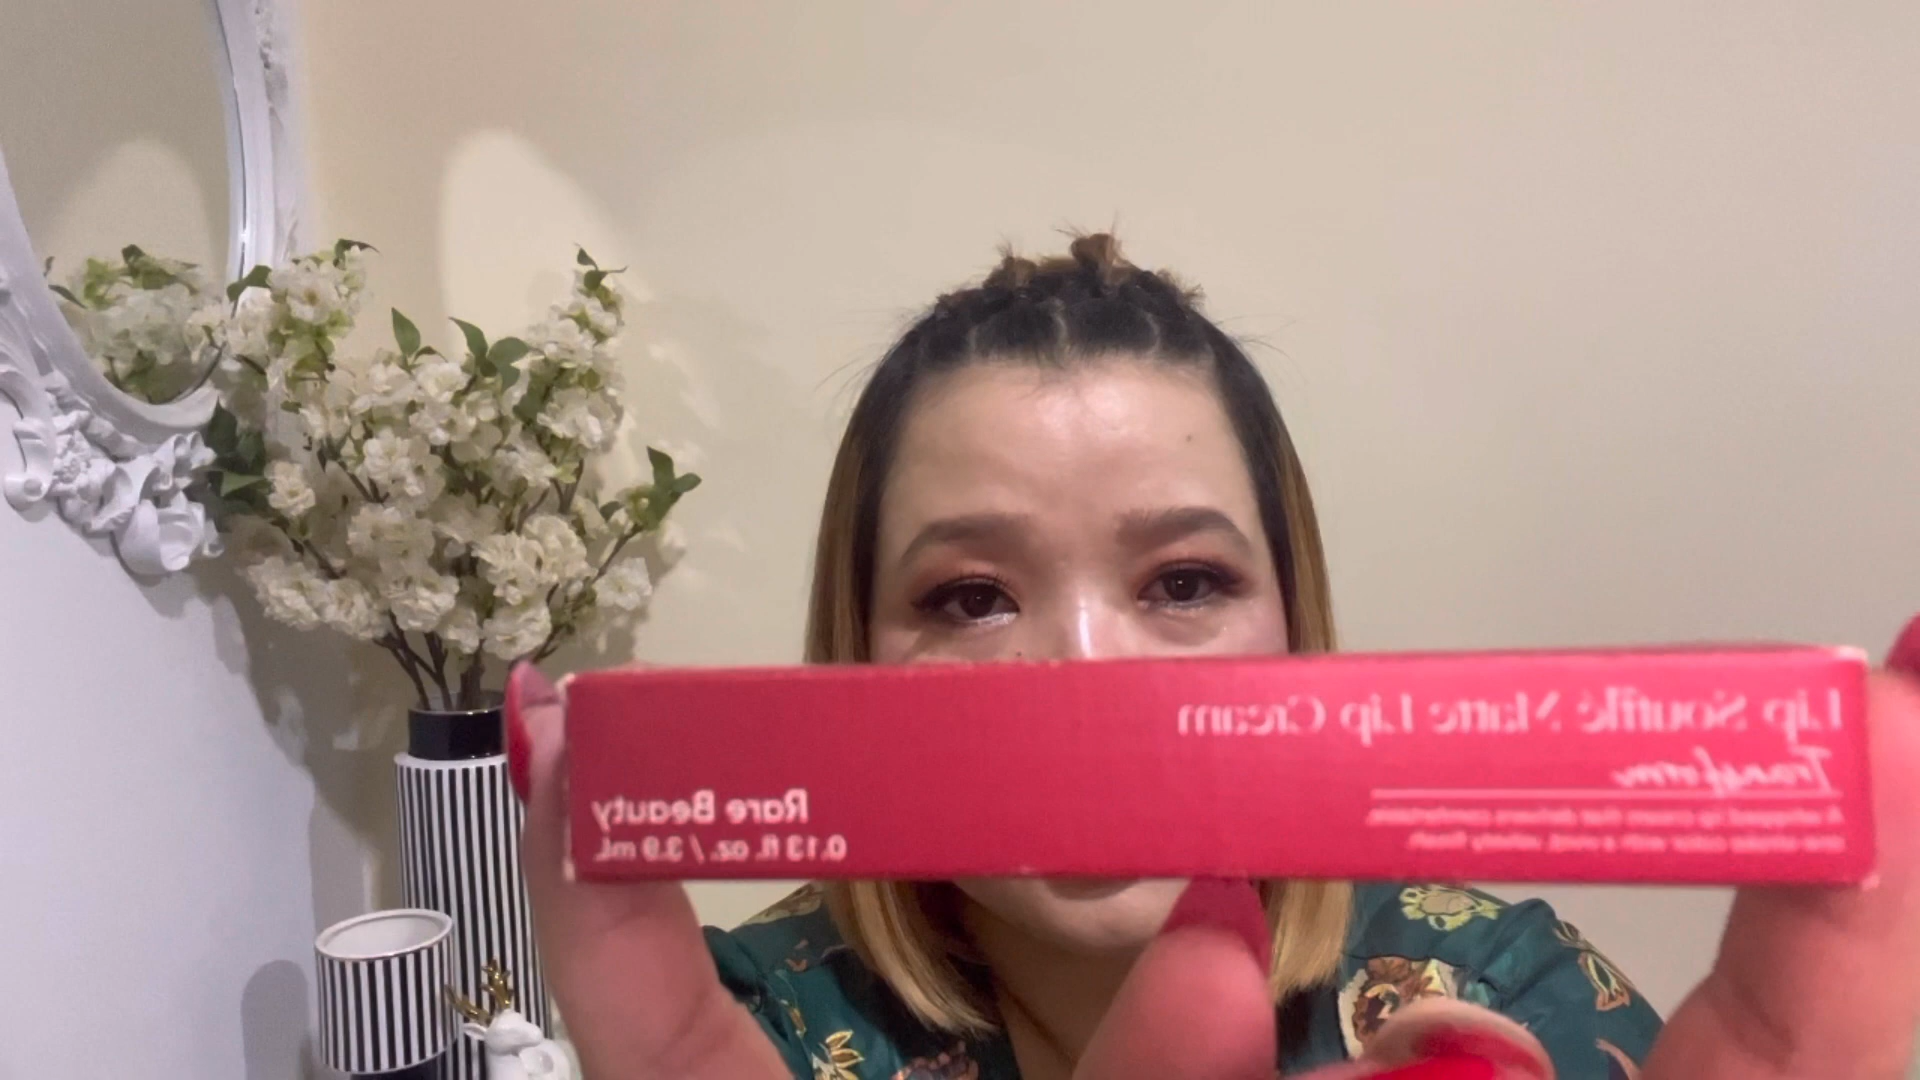 Lip Soufflé Matte Lip Cream
Transform
A whipped lip cream that delivers comfortable,
one-stroke color with a vivid, velvety finish.
Rare Beauty
0.13 fl. oz. / 3.9 mL